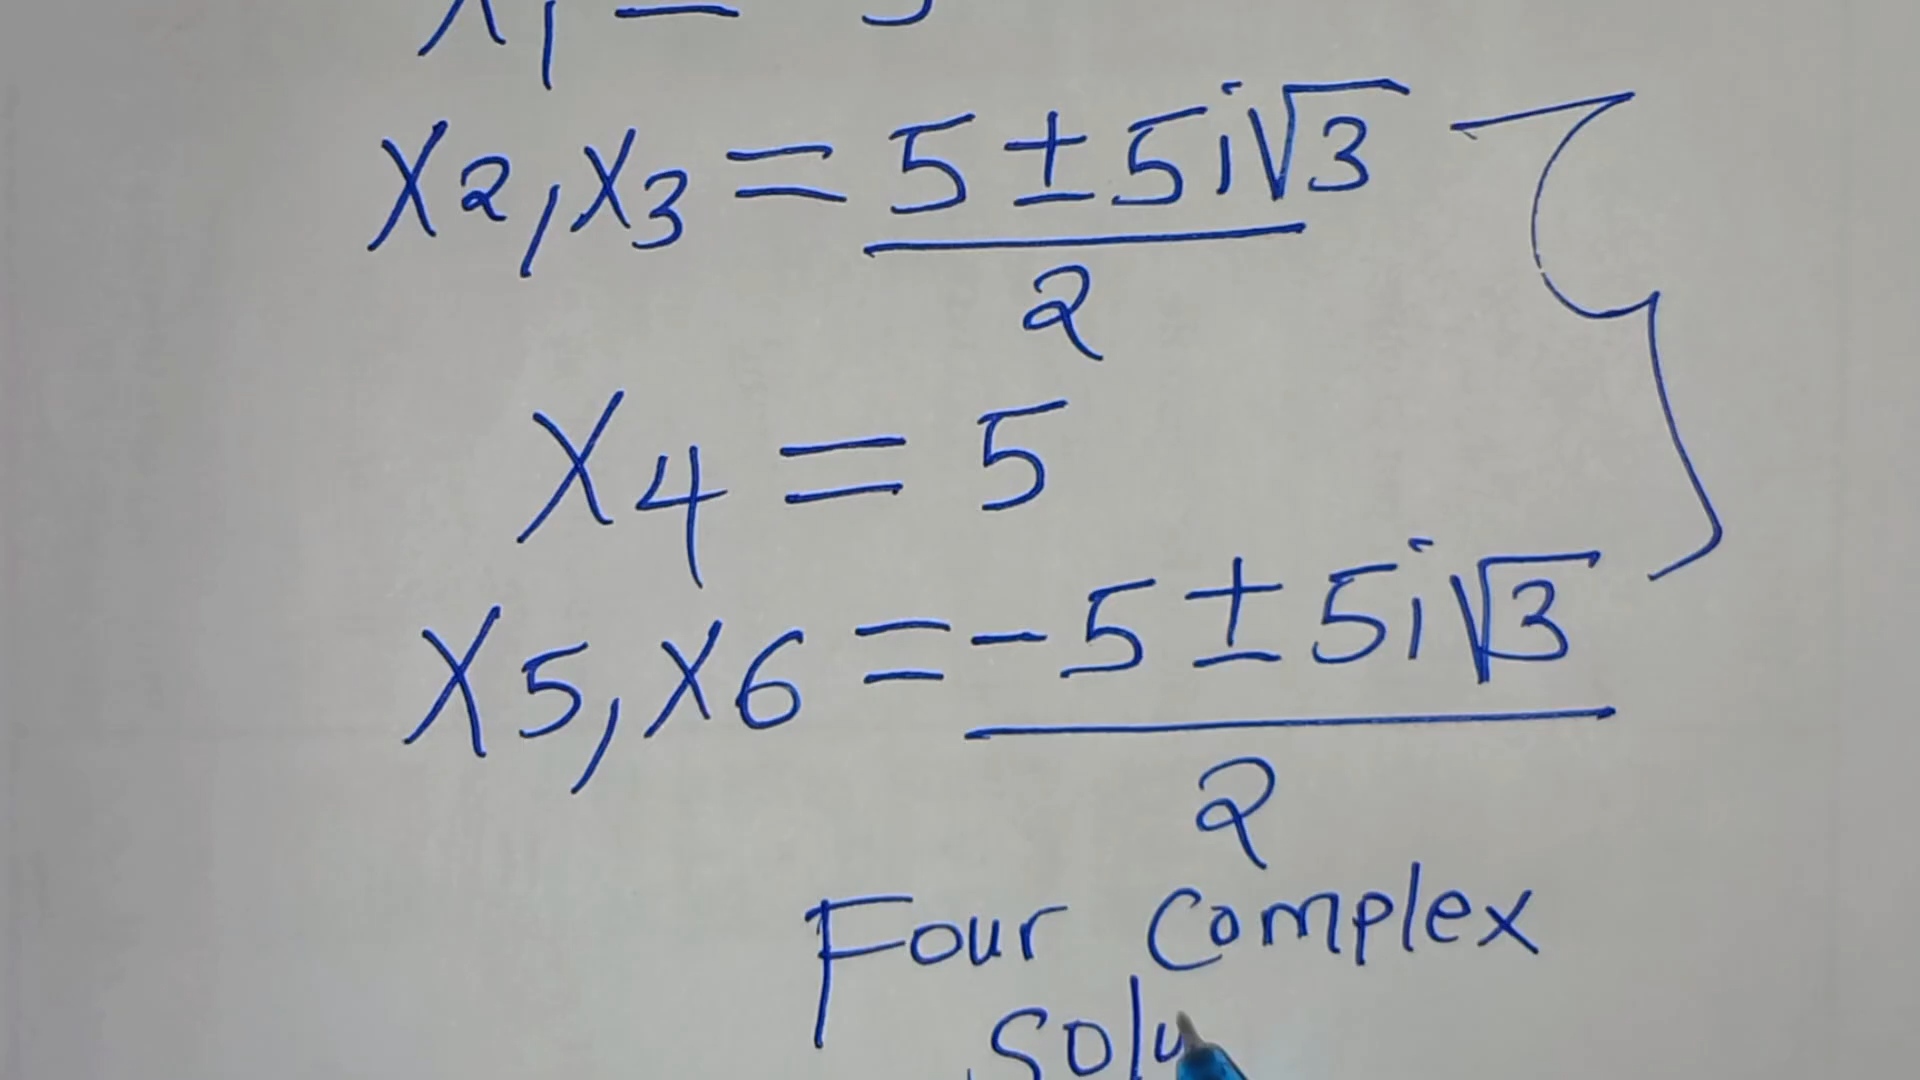 X2,X3 = 5 ± 5i√3
2
X4 = 5
X5,X6 = -5 ± 5i√3
2
Four Complex